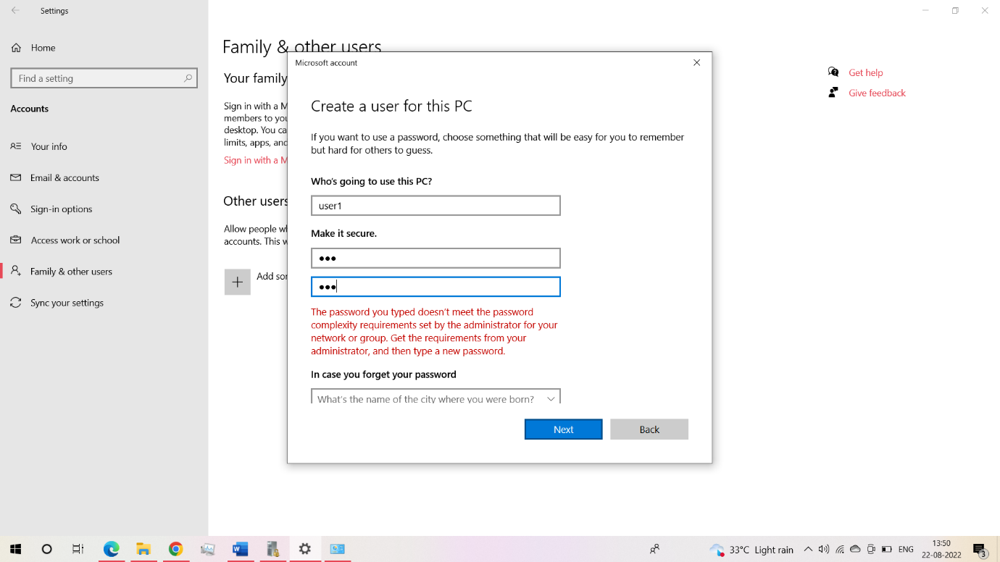 Settings
Home
Find a setting
Accounts
Your info
Email & accounts
Sign-in options
Access work or school
Family & other users
Sync your settings
Family & other users
Your family
Sign in with a M
members to you
desktop. You ca
limits, apps, and
Sign in with a M
Other users
Allow people wh
accounts. This w
Add son
Get help
Give feedback
Microsoft account
Create a user for this PC
If you want to use a password, choose something that will be easy for you to remember
but hard for others to guess.
Who's going to use this PC?
user1
Make it secure.
The password you typed doesn't meet the password
complexity requirements set by the administrator for your
network or group. Get the requirements from your
administrator, and then type a new password.
In case you forget your password
What's the name of the city where you were born?
Next
Back
33°C Light rain
ENG
13:50
22-08-2022
3